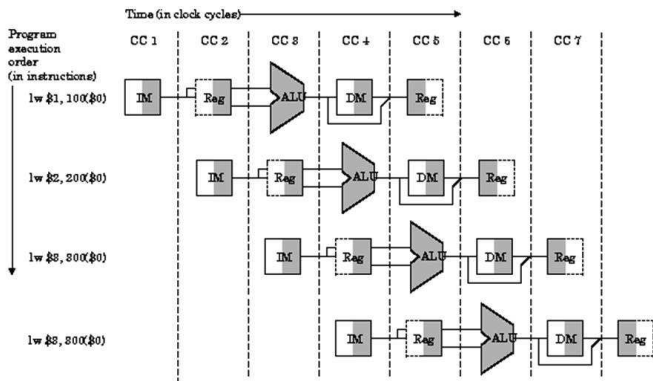 Time (in clock cycles)
Program
execution
order
(in instructions)
CC 1 CC 2 CC 3 CC 4 CC 5 CC 6 CC 7
lw $1, 100($0) IM Reg ALU DM Reg
lw $2, 200($0) IM Reg ALU DM Reg
lw $3, 300($0) IM Reg ALU DM Reg
lw $3, 300($0) IM Reg ALU DM Reg